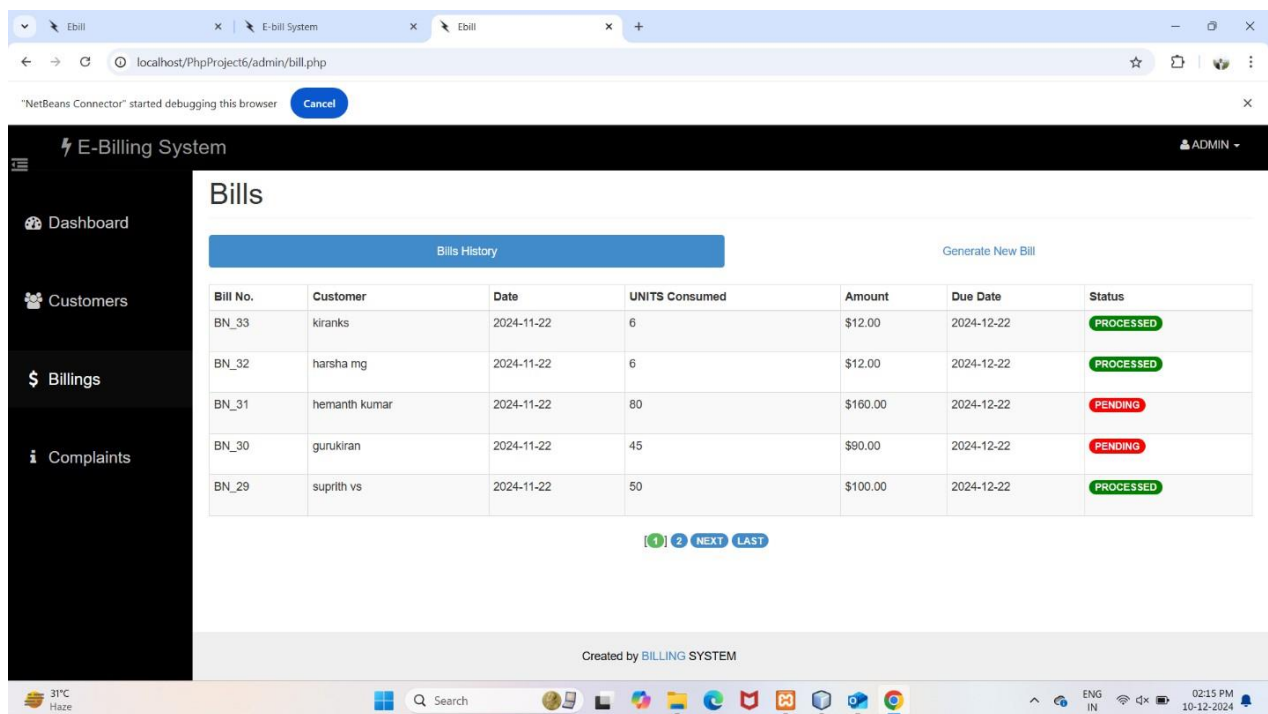 Ebill
E-bill System
Ebill
localhost/PhpProject6/admin/bill.php
"NetBeans Connector" started debugging this browser Cancel
E-Billing System
ADMIN
Bills
Dashboard
Bills History Generate New Bill
Customers
Bill No. Customer Date UNITS Consumed Amount Due Date Status
BN_33 kiranks 2024-11-22 6 $12.00 2024-12-22 PROCESSED
BN_32 harsha mg 2024-11-22 6 $12.00 2024-12-22 PROCESSED
$ Billings
BN_31 hemanth kumar 2024-11-22 80 $160.00 2024-12-22 PENDING
BN_30 gurukiran 2024-11-22 45 $90.00 2024-12-22 PENDING
Complaints
BN_29 suprith vs 2024-11-22 50 $100.00 2024-12-22 PROCESSED
[1] 2 NEXT LAST
Created by BILLING SYSTEM
31°C
Haze
Search
ENG
IN
02:15 PM
10-12-2024